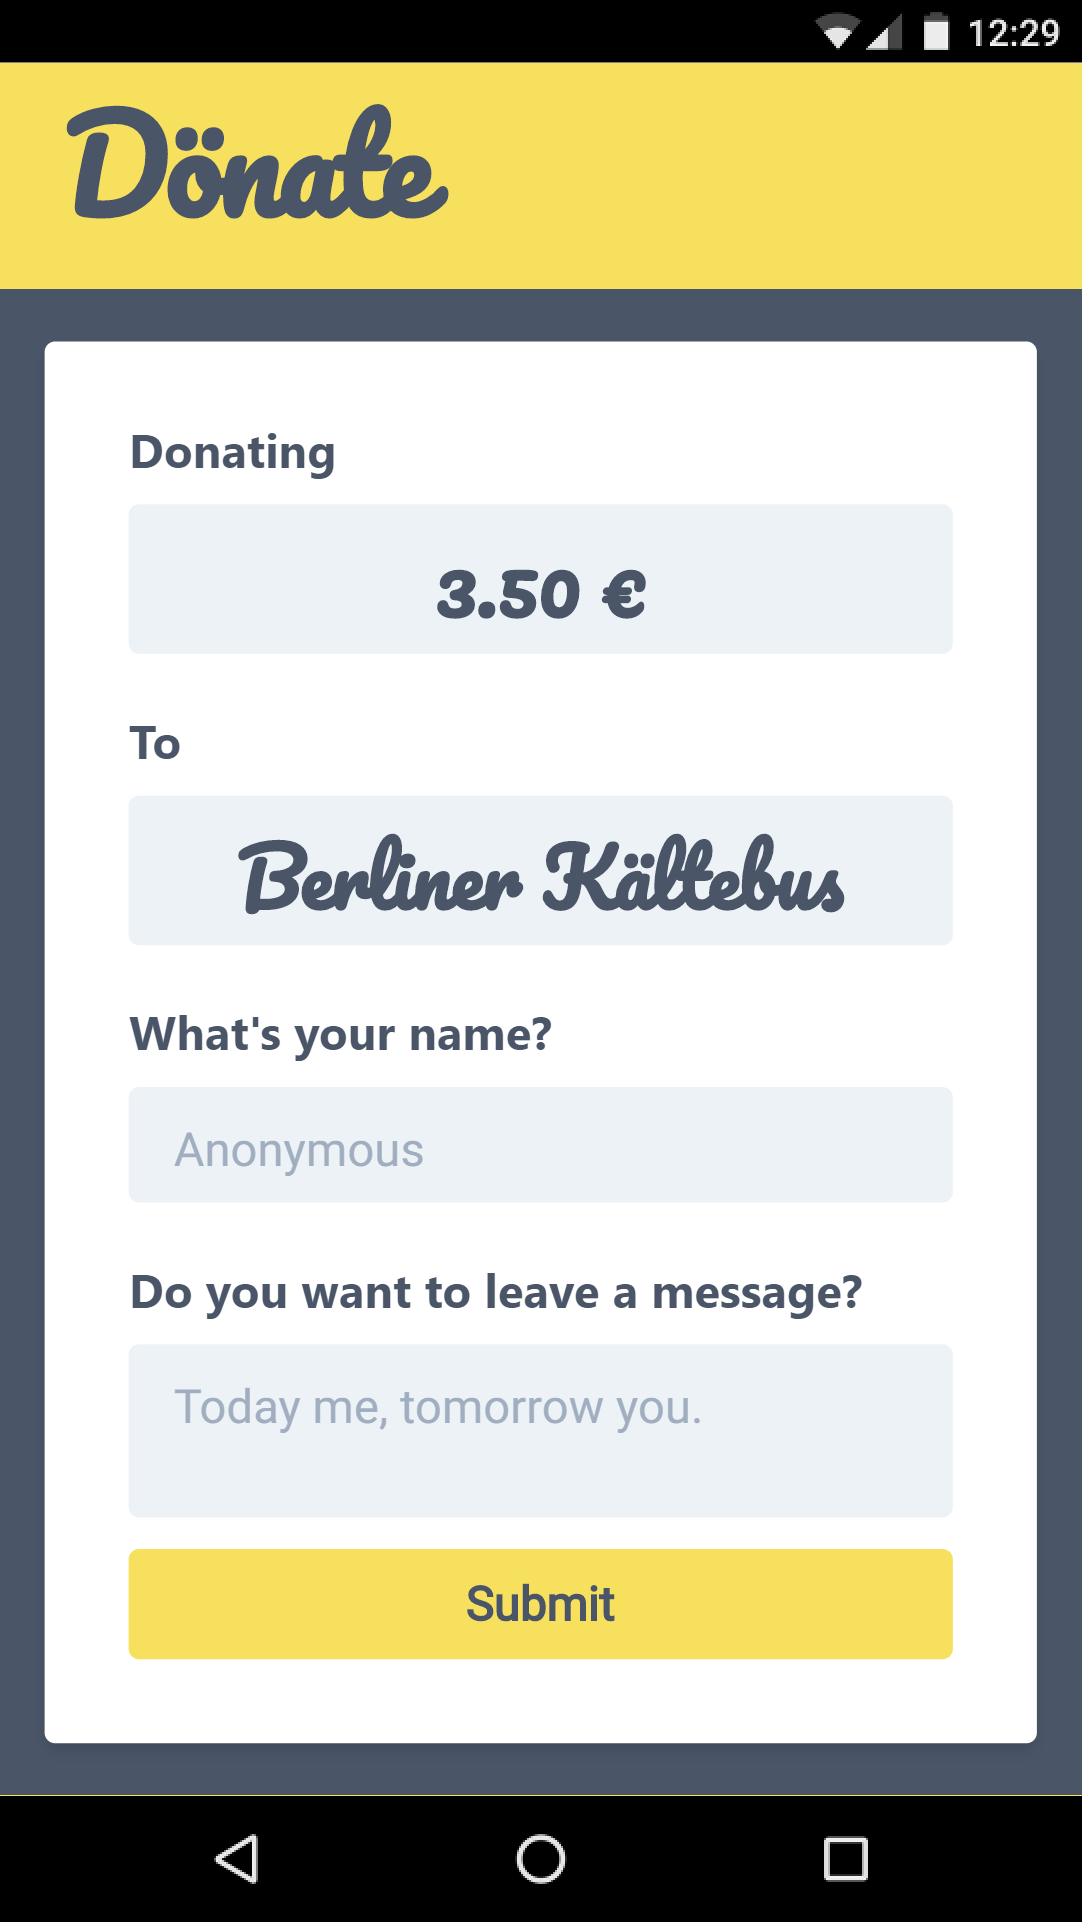 12:29
Dönate
Donating
3.50 €
To
Berliner Kältebus
What's your name?
Anonymous
Do you want to leave a message?
Today me, tomorrow you.
Submit